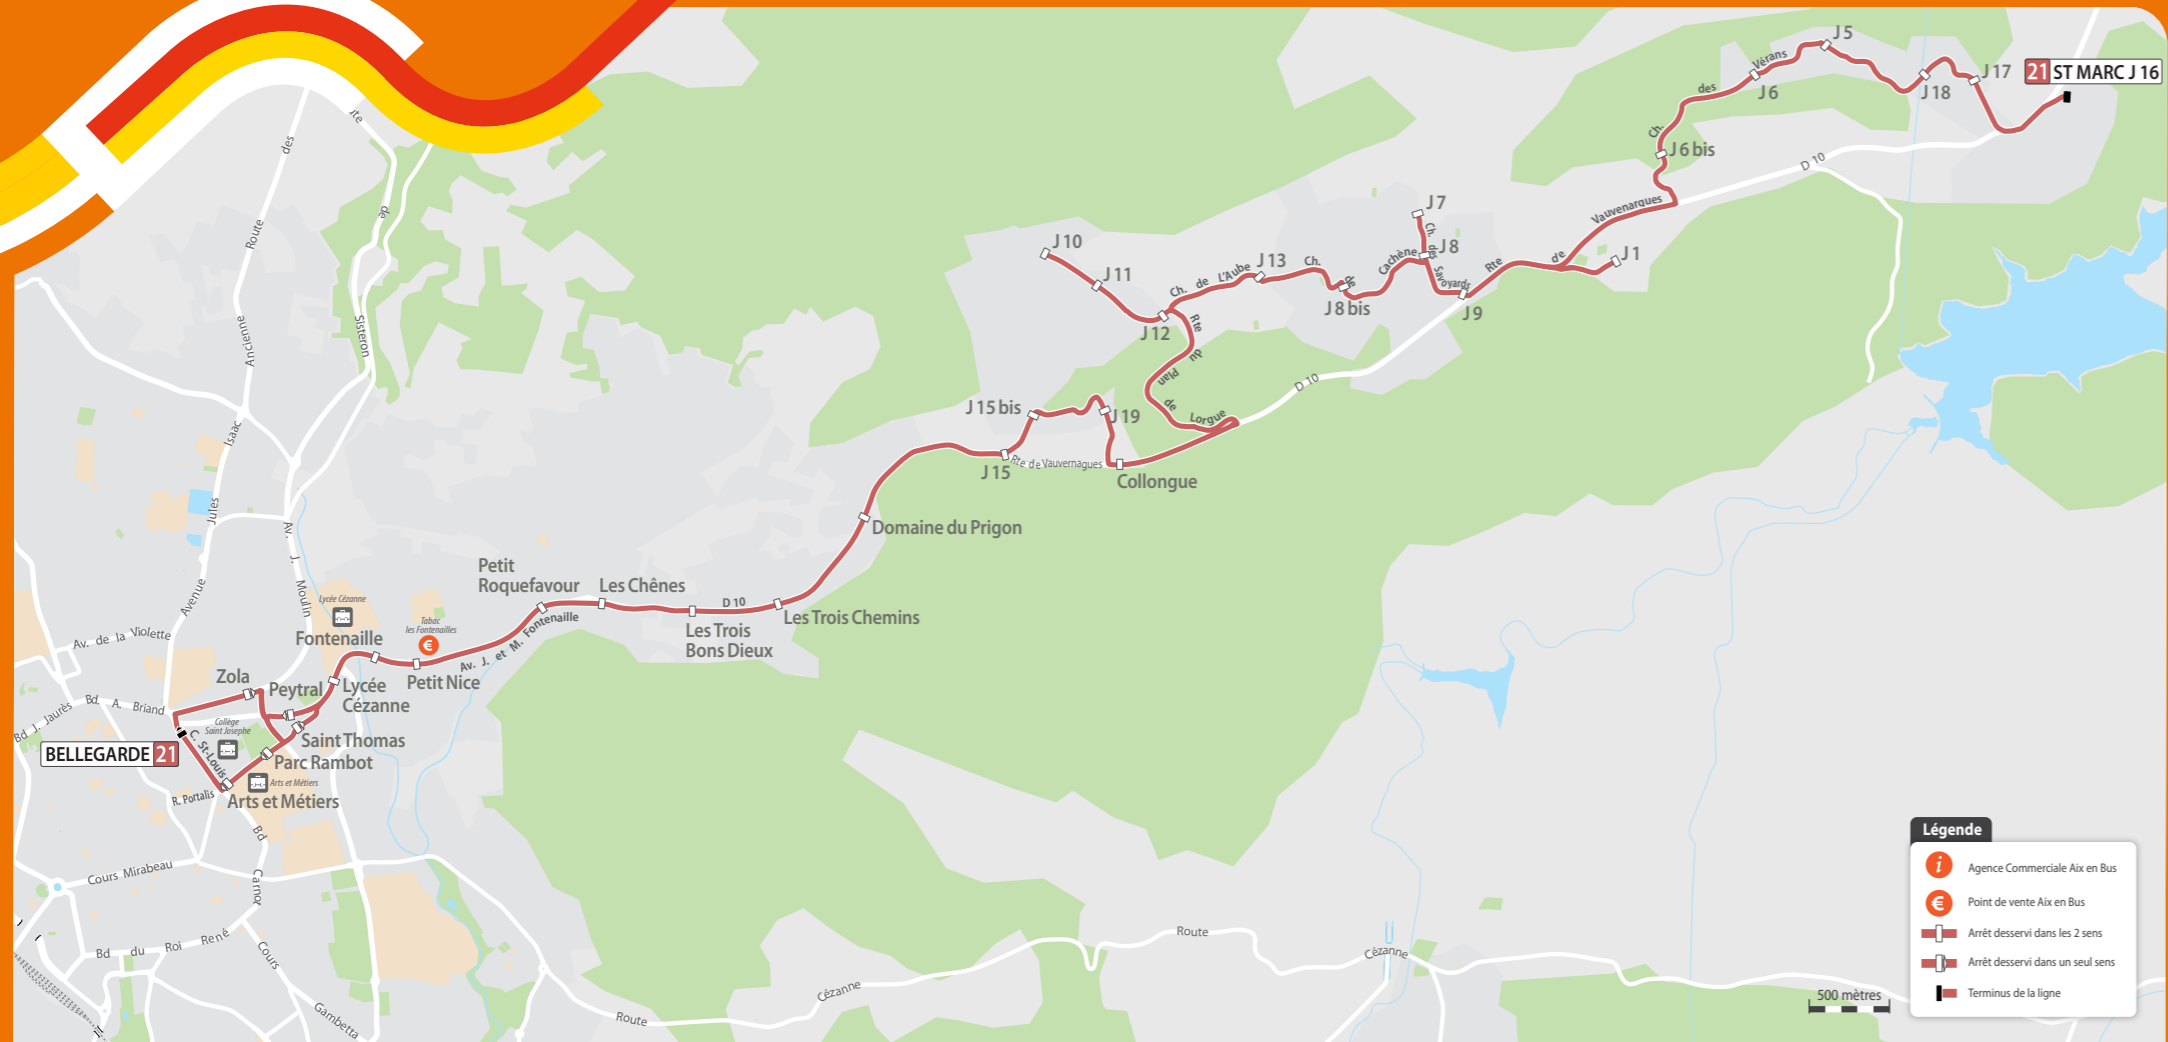 J 5
Vérans
des
J 6
J 18
J 17
21 ST MARC J 16
Ch.
J 6 bis
D 10
Vauvenargues
de
Rte
J 1
J 7
Ch. des Savoyards
J 8
J 9
Cachène
de
Ch.
J 8 bis
J 13
Ch. de L'Aube
J 10
J 11
J 12
Rte du Plan de Lorgue
D 10
J 15 bis
J 19
J 15
Rte de Vauvernagues
Collongue
Domaine du Prigon
Route des
Ancienne
de
Sisteron
Isaac
Jules
Avenue
Av. J. Moulin
Petit
Roquefavour
Les Chênes
D 10
Les Trois
Bons Dieux
Les Trois Chemins
Av. J. et M. Fontenaille
Lycée Cézanne
Fontenaille
Tabac
les Fontenailles
€
Petit Nice
Lycée
Cézanne
Av. de la Violette
Zola
Peytral
Bd A. Briand
Bd J. Jaurès
Collège
Saint Josephe
C. St-Louis
BELLEGARDE 21
Saint Thomas
Parc Rambot
Arts et Métiers
R. Portalis
Arts et Métiers
Bd
Carnot
Cours Mirabeau
Bd du Roi René
Cours
Gambetta
Route
Cézanne
Route
Cézanne
500 mètres
Légende
i Agence Commerciale Aix en Bus
€ Point de vente Aix en Bus
Arrêt desservi dans les 2 sens
Arrêt desservi dans un seul sens
Terminus de la ligne